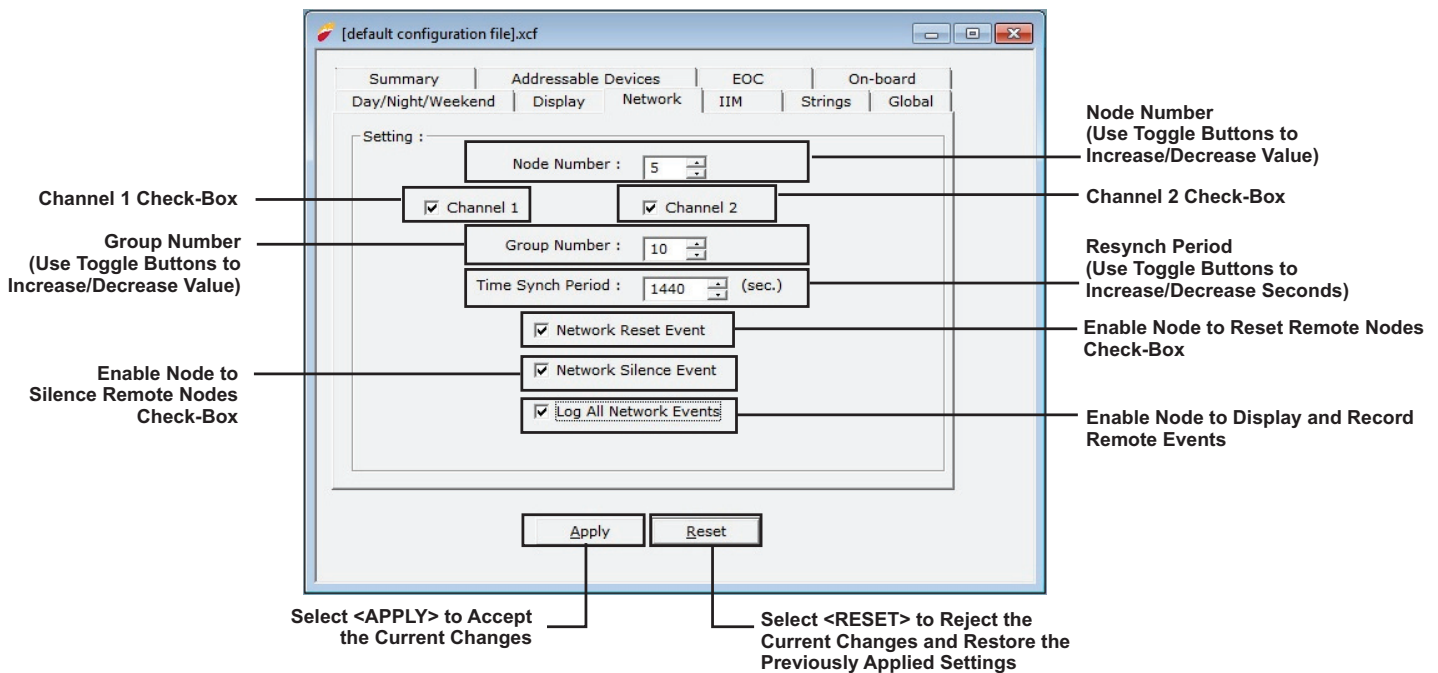 [default configuration file].xcf
Summary
Addressable Devices
EOC
On-board
Day/Night/Weekend
Display
Network
IIM
Strings
Global
Setting :
Node Number : 5
Channel 1
Channel 2
Group Number : 10
Time Synch Period : 1440 (sec.)
Network Reset Event
Network Silence Event
Log All Network Events
Apply
Reset
Channel 1 Check-Box
Group Number
(Use Toggle Buttons to
Increase/Decrease Value)
Enable Node to
Silence Remote Nodes
Check-Box
Node Number
(Use Toggle Buttons to
Increase/Decrease Value)
Channel 2 Check-Box
Resynch Period
(Use Toggle Buttons to
Increase/Decrease Seconds)
Enable Node to Reset Remote Nodes
Check-Box
Enable Node to Display and Record
Remote Events
Select <APPLY> to Accept
the Current Changes
Select <RESET> to Reject the
Current Changes and Restore the
Previously Applied Settings